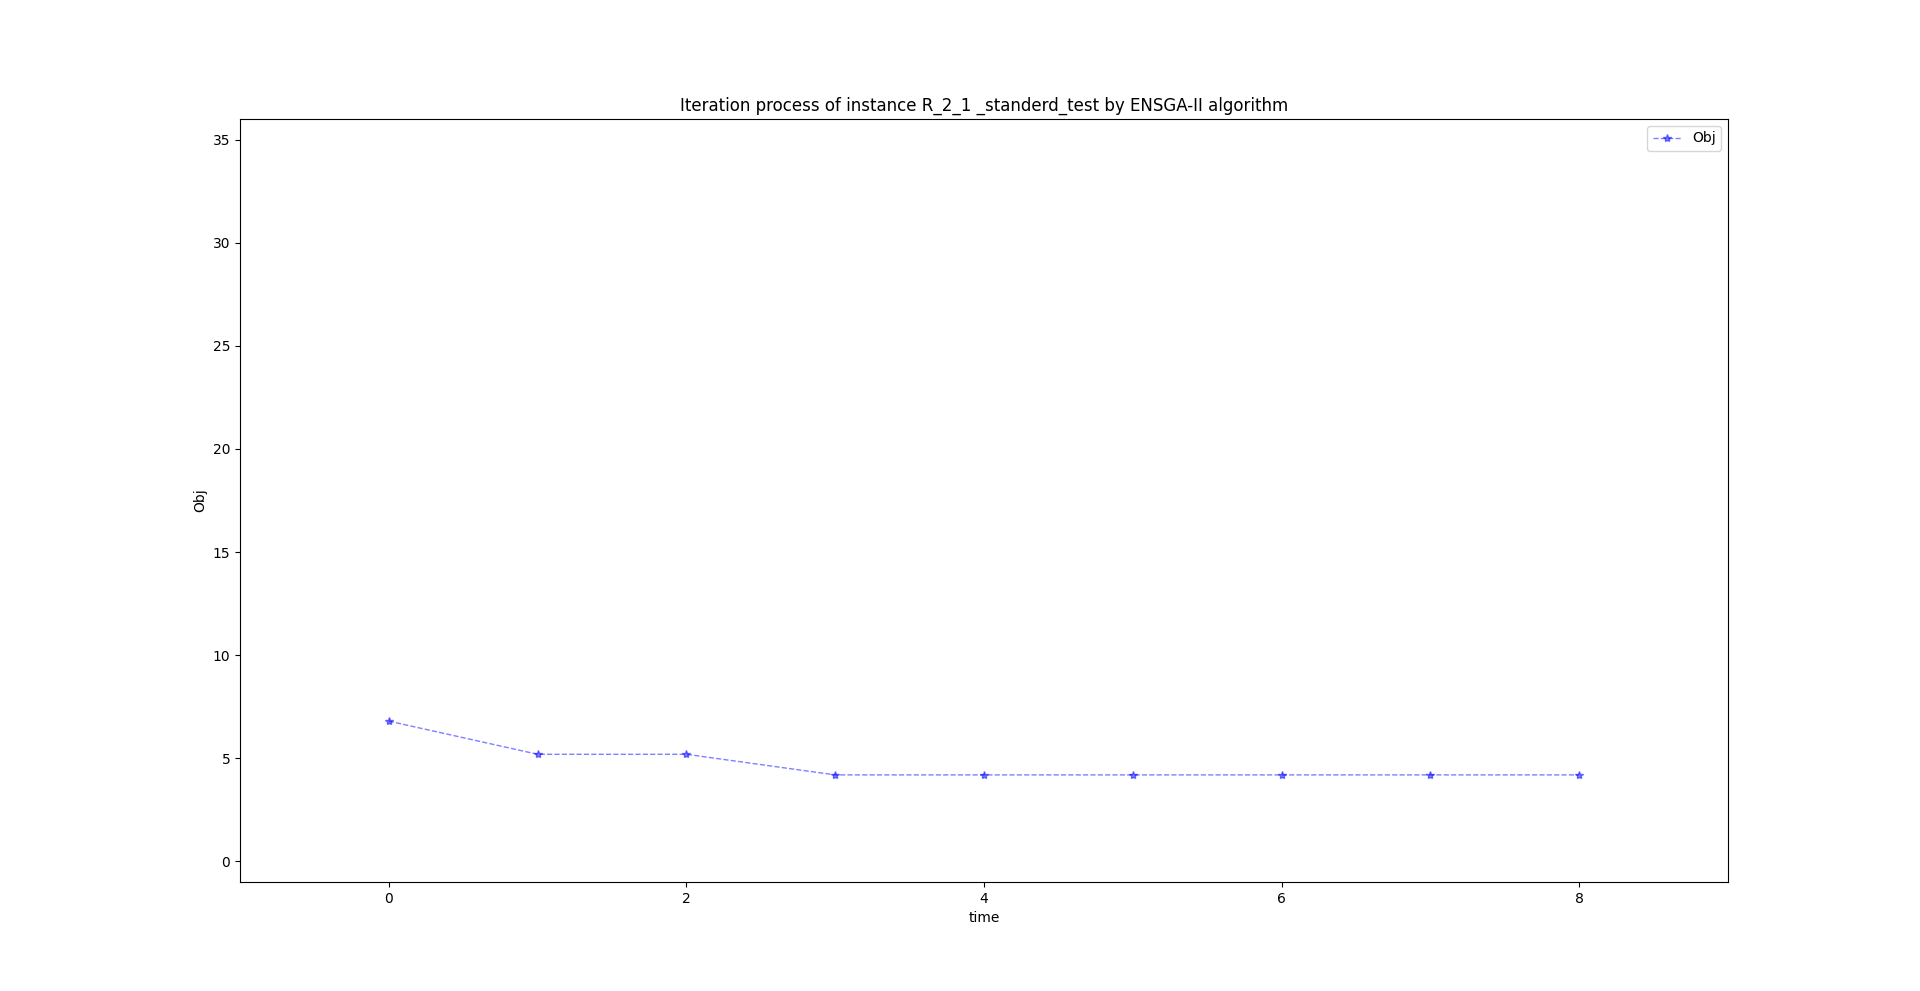 Iteration process of instance R_2_1 _standerd_test by ENSGA-II algorithm
Obj
35
30
25
20
15
10
5
0
Obj
0 2 4 6 8
time